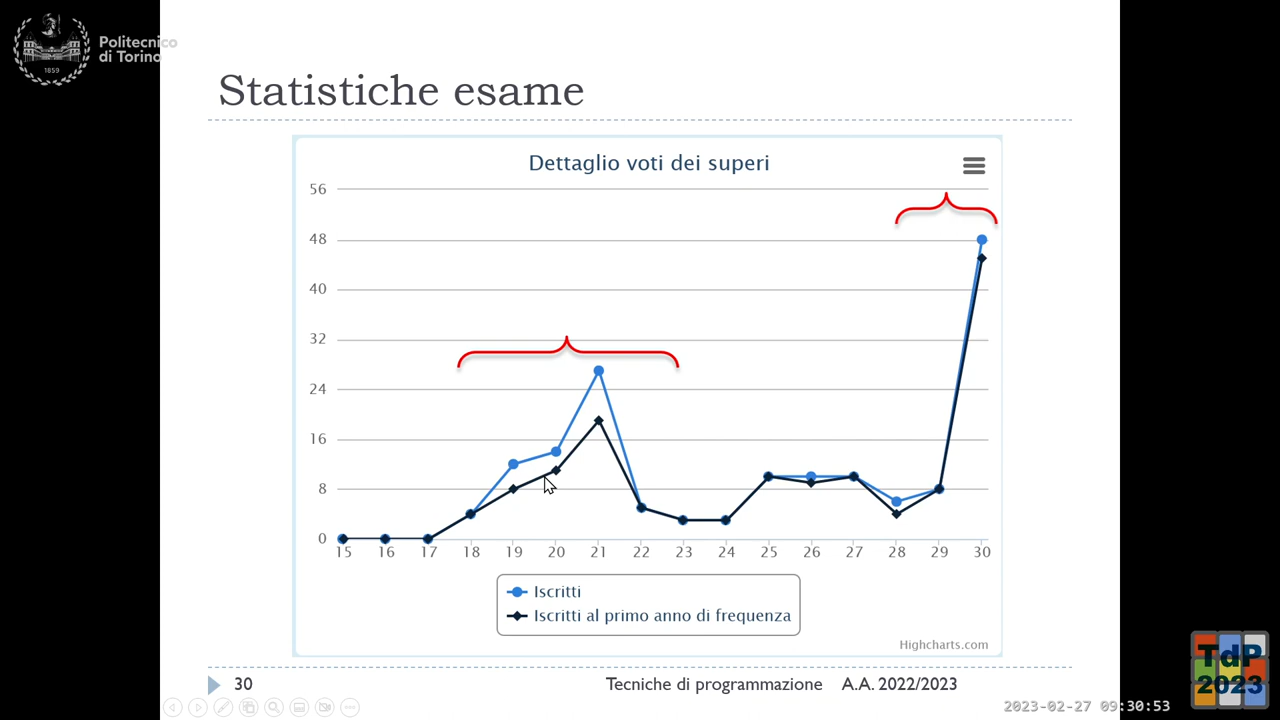 Politecnico
di Torino
1859
Statistiche esame
Dettaglio voti dei superi
56
48
40
32
24
16
8
0
15 16 17 18 19 20 21 22 23 24 25 26 27 28 29 30
Iscritti
Iscritti al primo anno di frequenza
Highcharts.com
30 Tecniche di programmazione A.A. 2022/2023
TdP
2023
2023-02-27 09:30:53